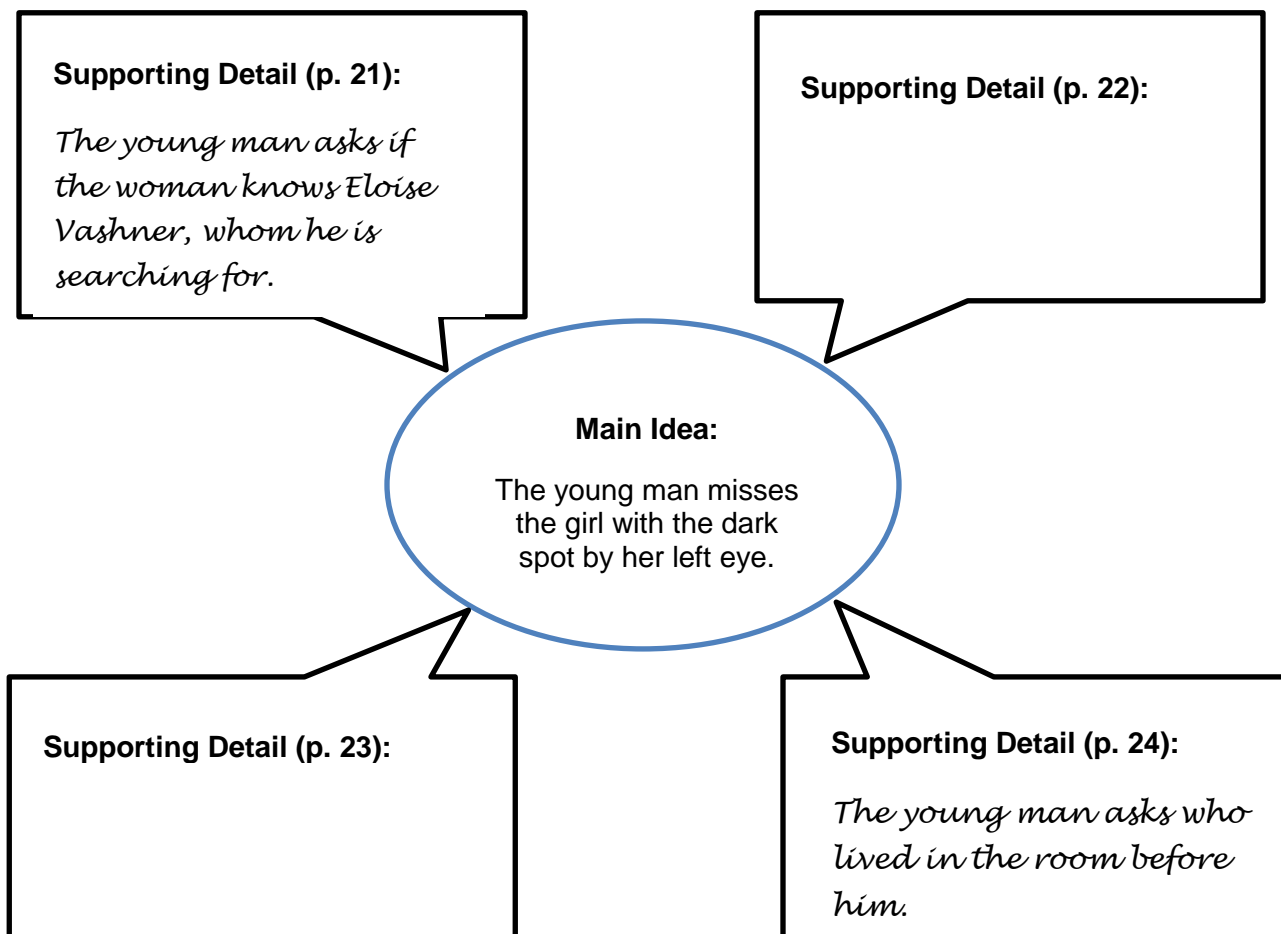 Supporting Detail (p. 21):
The young man asks if
the woman knows Eloise
Vashner, whom he is
searching for.
Supporting Detail (p. 22):
Main Idea:
The young man misses
the girl with the dark
spot by her left eye.
Supporting Detail (p. 23):
Supporting Detail (p. 24):
The young man asks who
lived in the room before
him.